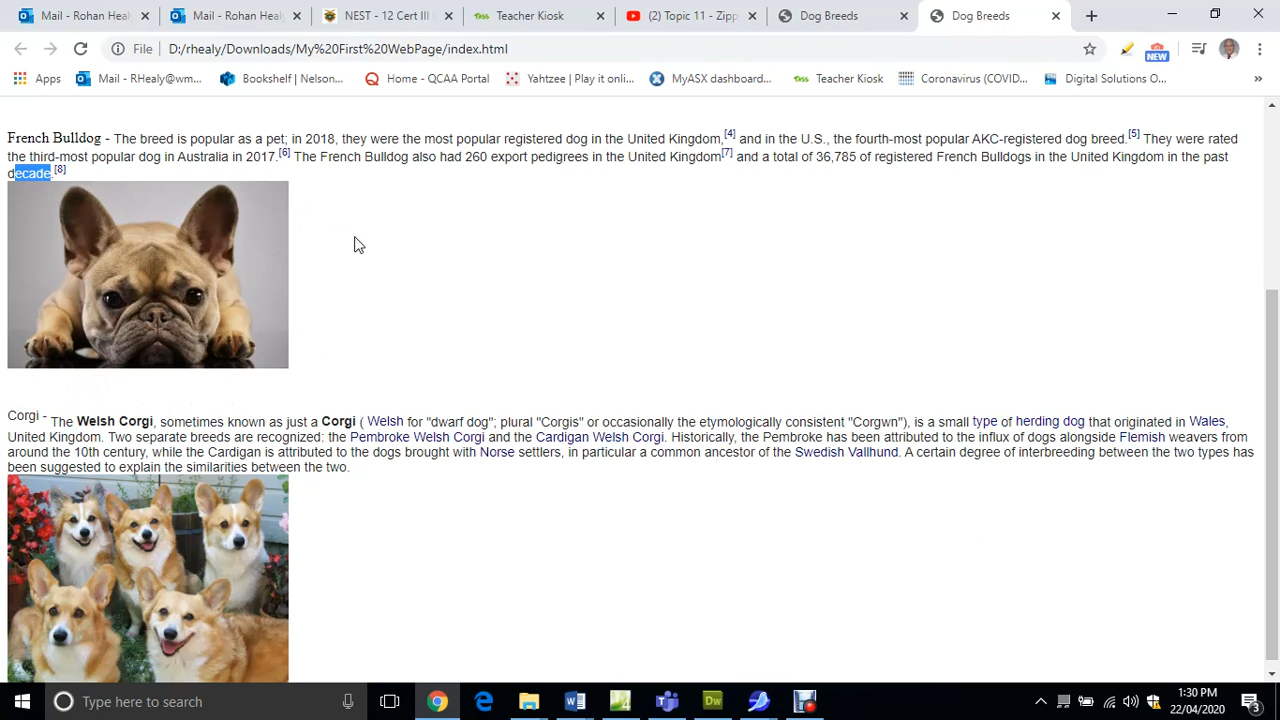 Mail - Rohan Heal
Mail - Rohan Heal
NEST - 12 Cert III
Teacher Kiosk
(2) Topic 11 - Zipp
Dog Breeds
Dog Breeds
File
D:/rhealy/Downloads/My%20First%20WebPage/index.html
NEW
Apps
Mail - RHealy@wm...
Bookshelf | Nelson...
Home - QCAA Portal
Yahtzee | Play it onli...
MyASX dashboard...
Teacher Kiosk
Coronavirus (COVID...
Digital Solutions O...
»
French Bulldog - The breed is popular as a pet; in 2018, they were the most popular registered dog in the United Kingdom,[4] and in the U.S., the fourth-most popular AKC-registered dog breed.[5] They were rated
the third-most popular dog in Australia in 2017.[6] The French Bulldog also had 260 export pedigrees in the United Kingdom[7] and a total of 36,785 of registered French Bulldogs in the United Kingdom in the past
decade.[8]
Corgi - The Welsh Corgi, sometimes known as just a Corgi ( Welsh for "dwarf dog"; plural "Corgis" or occasionally the etymologically consistent "Corgwn"), is a small type of herding dog that originated in Wales,
United Kingdom. Two separate breeds are recognized: the Pembroke Welsh Corgi and the Cardigan Welsh Corgi. Historically, the Pembroke has been attributed to the influx of dogs alongside Flemish weavers from
around the 10th century, while the Cardigan is attributed to the dogs brought with Norse settlers, in particular a common ancestor of the Swedish Vallhund. A certain degree of interbreeding between the two types has
been suggested to explain the similarities between the two.
Type here to search
Dw
1:30 PM
22/04/2020
3